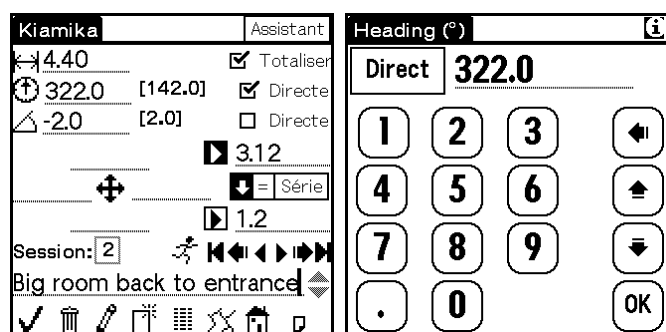 Kiamika Assistant
4.40 Totaliser
322.0 [142.0] Directe
-2.0 [2.0] Directe
3.12
= Série
1.2
Session: 2
Big room back to entrance
Heading (°) i
Direct 322.0
1 2 3
4 5 6
7 8 9
. 0 OK